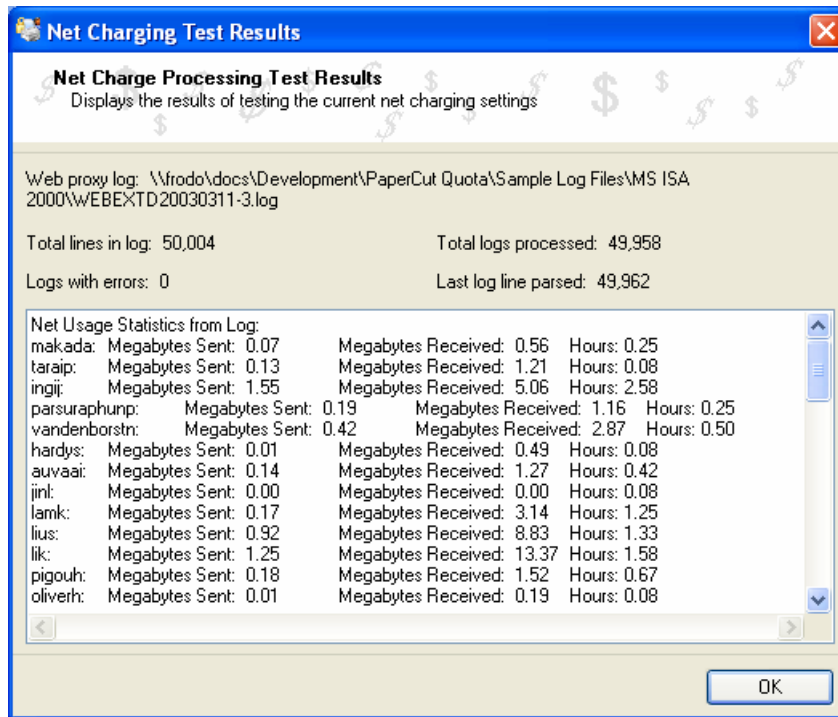 Net Charging Test Results
Net Charge Processing Test Results
Displays the results of testing the current net charging settings
Web proxy log: \\frodo\docs\Development\PaperCut Quota\Sample Log Files\MS ISA
2000\WEBEXTD20030311-3.log
Total lines in log: 50,004 Total logs processed: 49,958
Logs with errors: 0 Last log line parsed: 49,962
Net Usage Statistics from Log:
makada: Megabytes Sent: 0.07 Megabytes Received: 0.56 Hours: 0.25
taraip: Megabytes Sent: 0.13 Megabytes Received: 1.21 Hours: 0.08
ingij: Megabytes Sent: 1.55 Megabytes Received: 5.06 Hours: 2.58
parsuraphunp: Megabytes Sent: 0.19 Megabytes Received: 1.16 Hours: 0.25
vandenborstn: Megabytes Sent: 0.42 Megabytes Received: 2.87 Hours: 0.50
hardys: Megabytes Sent: 0.01 Megabytes Received: 0.49 Hours: 0.08
auvaai: Megabytes Sent: 0.14 Megabytes Received: 1.27 Hours: 0.42
jinl: Megabytes Sent: 0.00 Megabytes Received: 0.00 Hours: 0.08
lamk: Megabytes Sent: 0.17 Megabytes Received: 3.14 Hours: 1.25
lius: Megabytes Sent: 0.92 Megabytes Received: 8.83 Hours: 1.33
lik: Megabytes Sent: 1.25 Megabytes Received: 13.37 Hours: 1.58
pigouh: Megabytes Sent: 0.18 Megabytes Received: 1.52 Hours: 0.67
oliverh: Megabytes Sent: 0.01 Megabytes Received: 0.19 Hours: 0.08
OK